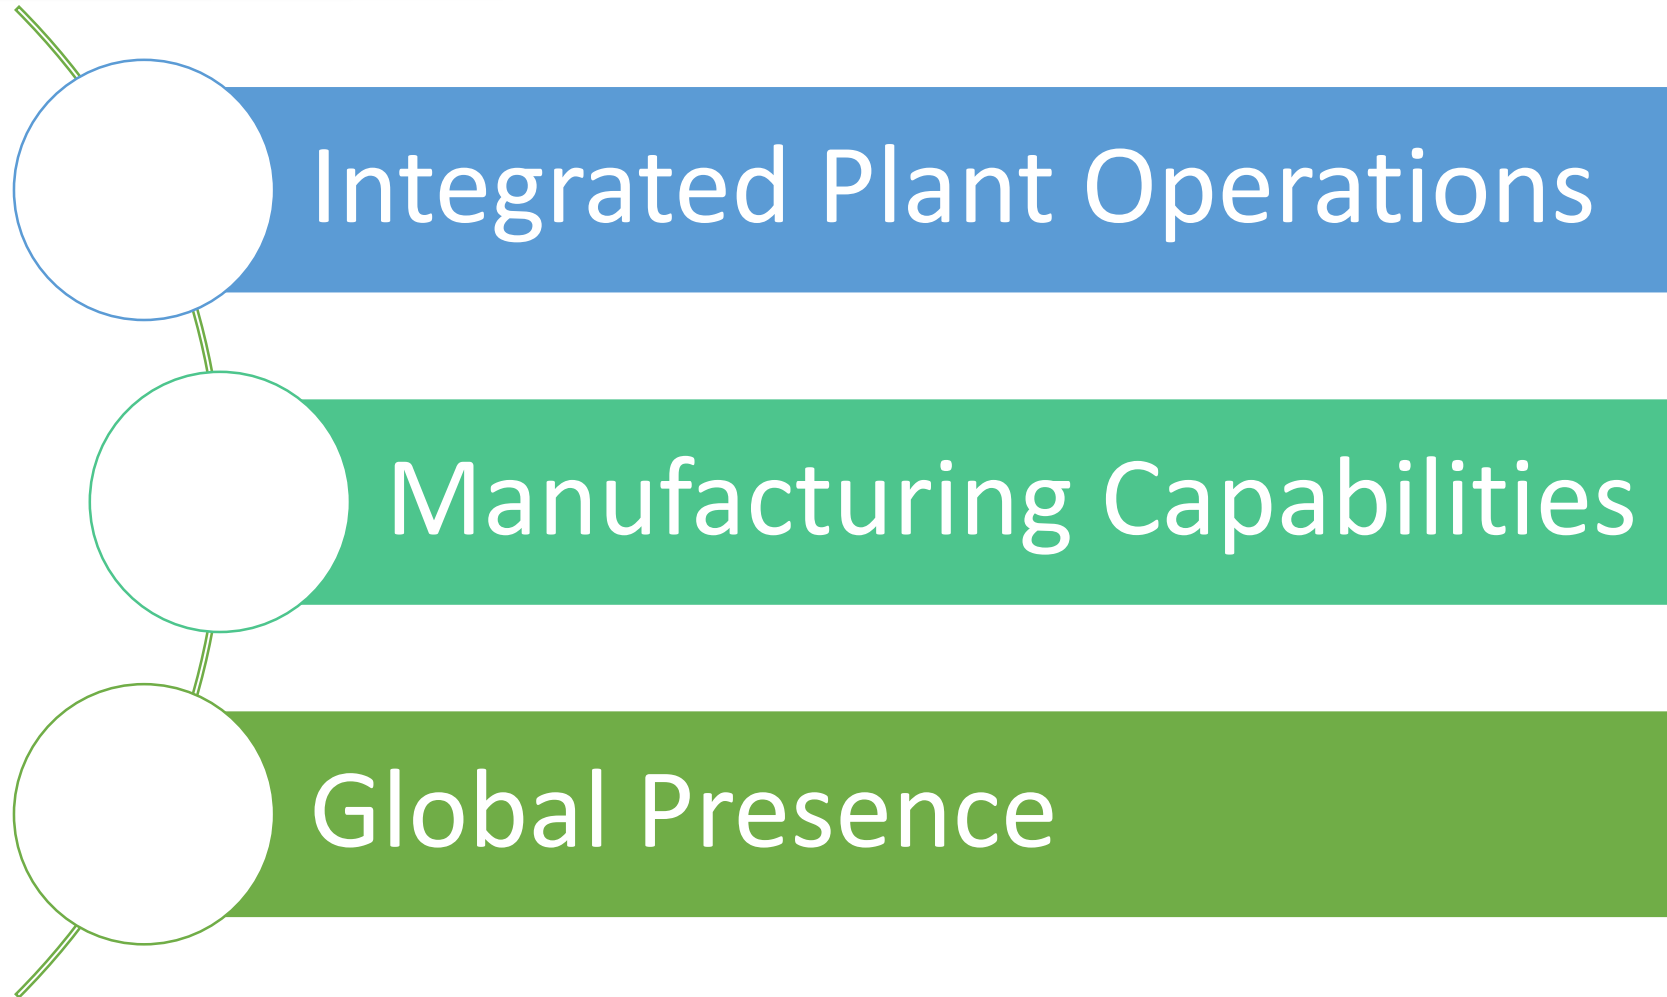 Integrated Plant Operations
Manufacturing Capabilities
Global Presence